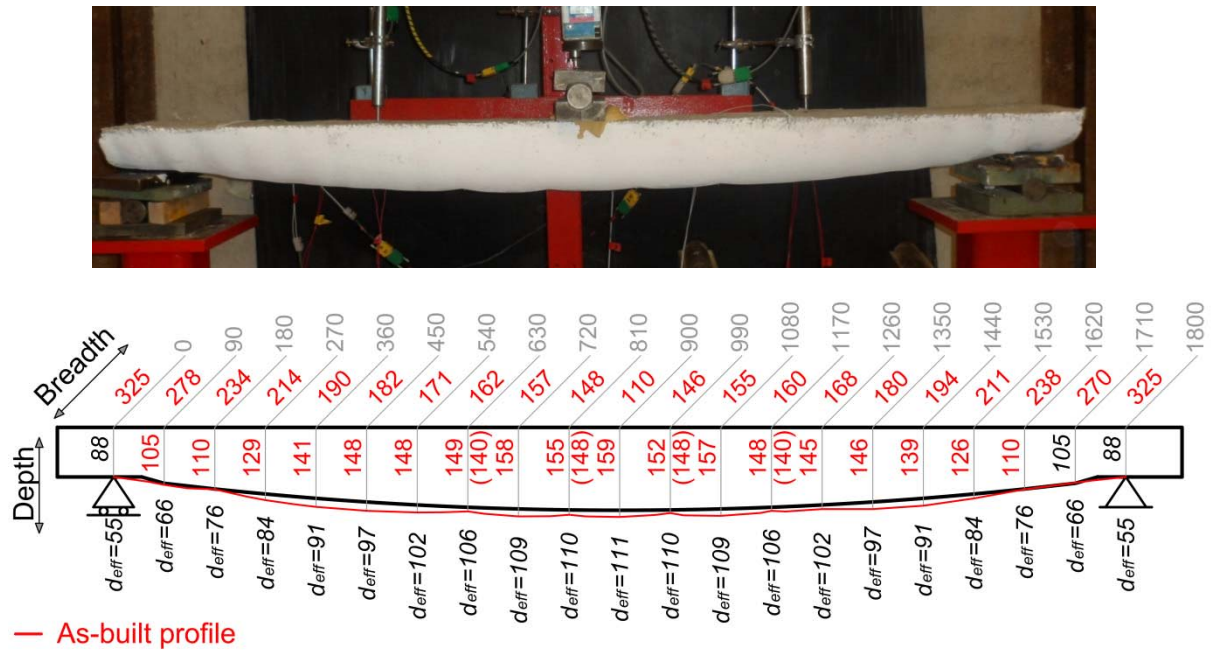 0 90 180 270 360 450 540 630 720 810 900 990 1080 1170 1260 1350 1440 1530 1620 1710 1800
Breadth
325 278 234 214 190 182 171 162 157 148 110 146 155 160 168 180 194 211 238 270 325
Depth
88 105 110 129 141 148 148 149 (140) 158 155 (148) 159 152 (148) 157 148 (140) 145 146 139 126 110 105 88
deff=55 deff=66 deff=76 deff=84 deff=91 deff=97 deff=102 deff=106 deff=109 deff=110 deff=111 deff=110 deff=109 deff=106 deff=102 deff=97 deff=91 deff=84 deff=76 deff=66 deff=55
As-built profile